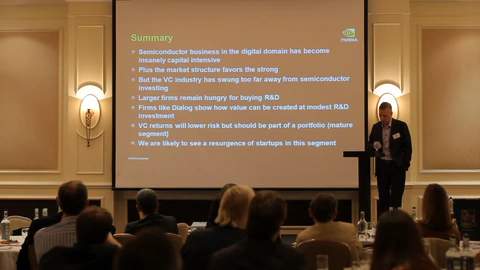 Summary
NVIDIA
Semiconductor business in the digital domain has become
insanely capital intensive
Plus the market structure favors the strong
But the VC industry has swung too far away from semiconductor
investing
Larger firms remain hungry for buying R&D
Firms like Dialog show how value can be created at modest R&D
investment
VC returns will lower risk but should be part of a portfolio (mature
segment)
We are likely to see a resurgence of startups in this segment